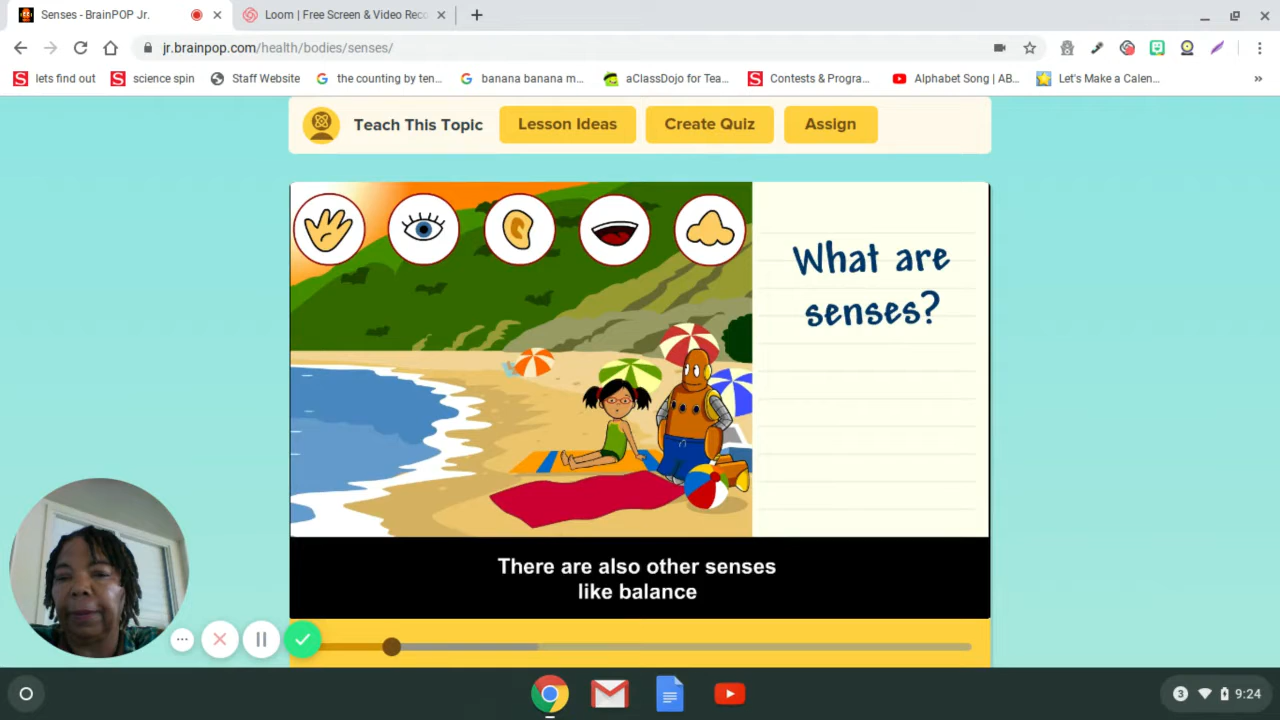 Senses - BrainPOP Jr.
Loom | Free Screen & Video Rec
jr.brainpop.com/health/bodies/senses/
S lets find out S science spin Staff Website G the counting by ten... G banana banana m... aClassDojo for Tea... S Contests & Progra... Alphabet Song | AB... Let's Make a Calen... »
Teach This Topic Lesson Ideas Create Quiz Assign
What are
senses?
There are also other senses
like balance
3 9:24